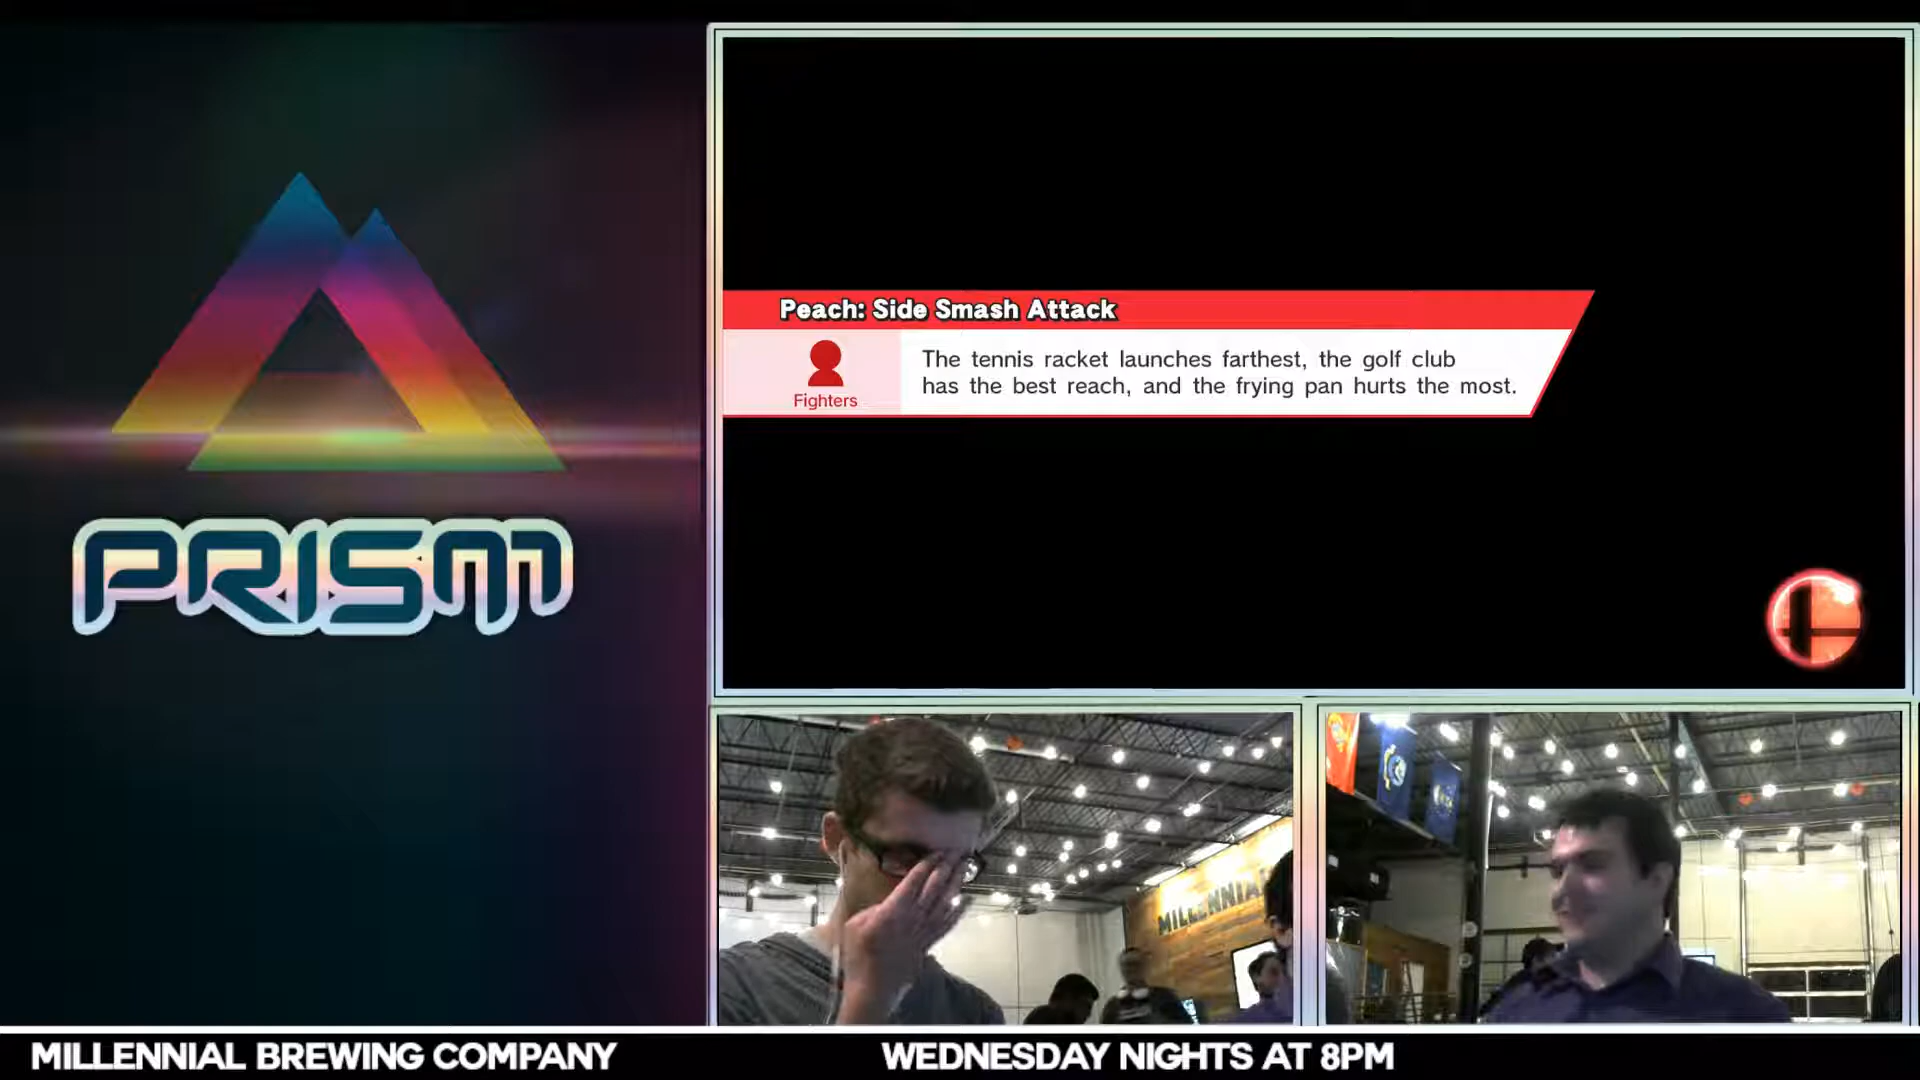 PRISM
Peach: Side Smash Attack
Fighters
The tennis racket launches farthest, the golf club
has the best reach, and the frying pan hurts the most.
MILLENNIA
MILLENNIAL BREWING COMPANY
WEDNESDAY NIGHTS AT 8PM